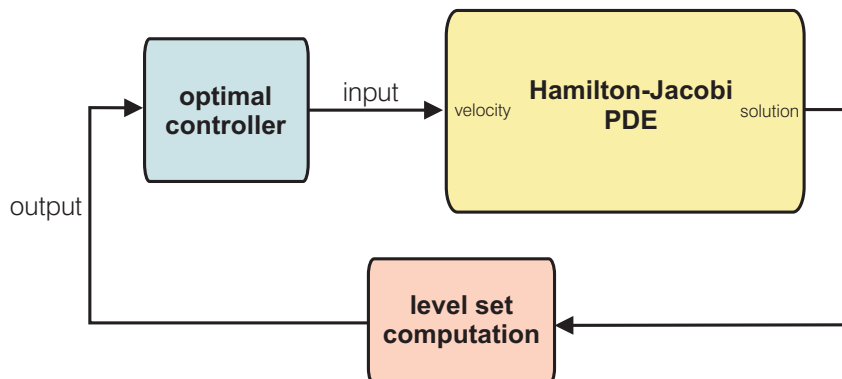 optimal
controller
input
velocity
Hamilton-Jacobi
PDE
solution
output
level set
computation